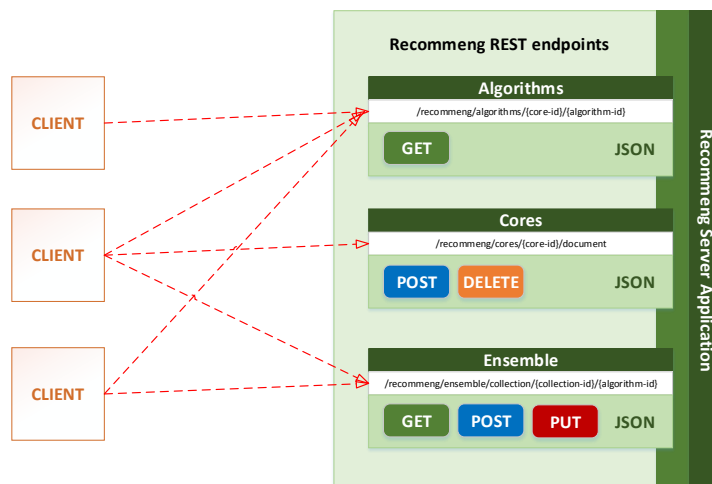 Recommeng REST endpoints
Algorithms
/recommeng/algorithms/{core-id}/{algorithm-id}
GET
JSON
Cores
/recommeng/cores/{core-id}/document
POST
DELETE
JSON
Ensemble
/recommeng/ensemble/collection/{collection-id}/{algorithm-id}
GET
POST
PUT
JSON
CLIENT
CLIENT
CLIENT
Recommeng Server Application